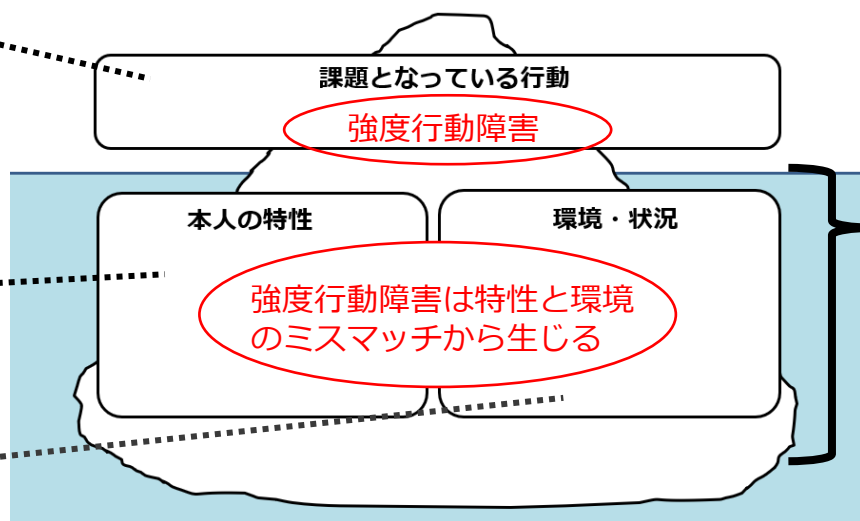 課題となっている行動
強度行動障害
本人の特性
環境・状況
強度行動障害は特性と環境
のミスマッチから生じる